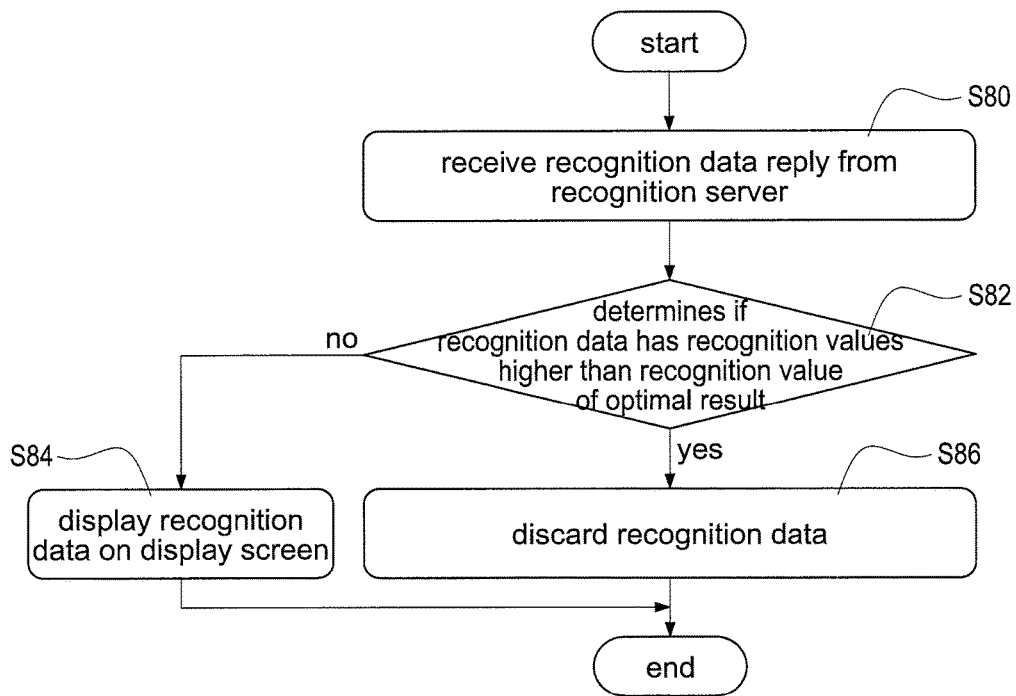 start
S80
receive recognition data reply from
recognition server
S82
determines if
recognition data has recognition values
higher than recognition value
of optimal result
no
yes
S84
S86
display recognition
data on display screen
discard recognition data
end